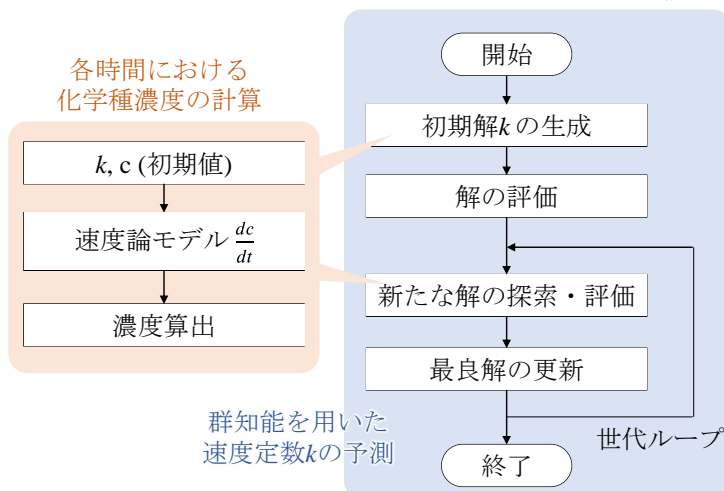 各時間における
化学種濃度の計算
k, c (初期値)
速度論モデル dc/dt
濃度算出
開始
初期解kの生成
解の評価
新たな解の探索・評価
最良解の更新
世代ループ
終了
群知能を用いた
速度定数kの予測